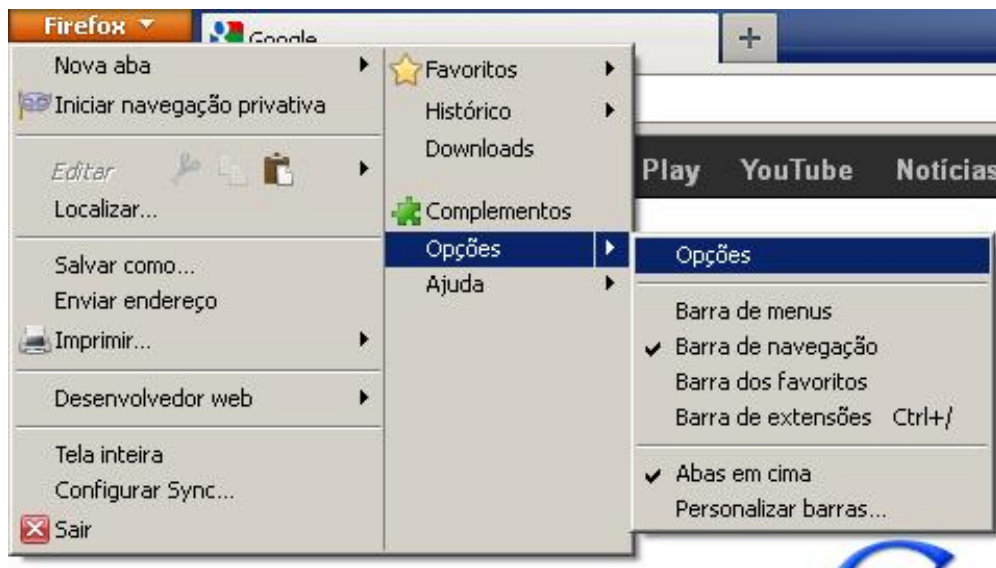 Firefox
Google
Nova aba
Iniciar navegação privativa
Editar
Localizar...
Salvar como...
Enviar endereço
Imprimir...
Desenvolvedor web
Tela inteira
Configurar Sync...
Sair
Favoritos
Histórico
Downloads
Complementos
Opções
Ajuda
Play YouTube Notícias
Opções
Barra de menus
Barra de navegação
Barra dos favoritos
Barra de extensões Ctrl+/
Abas em cima
Personalizar barras...